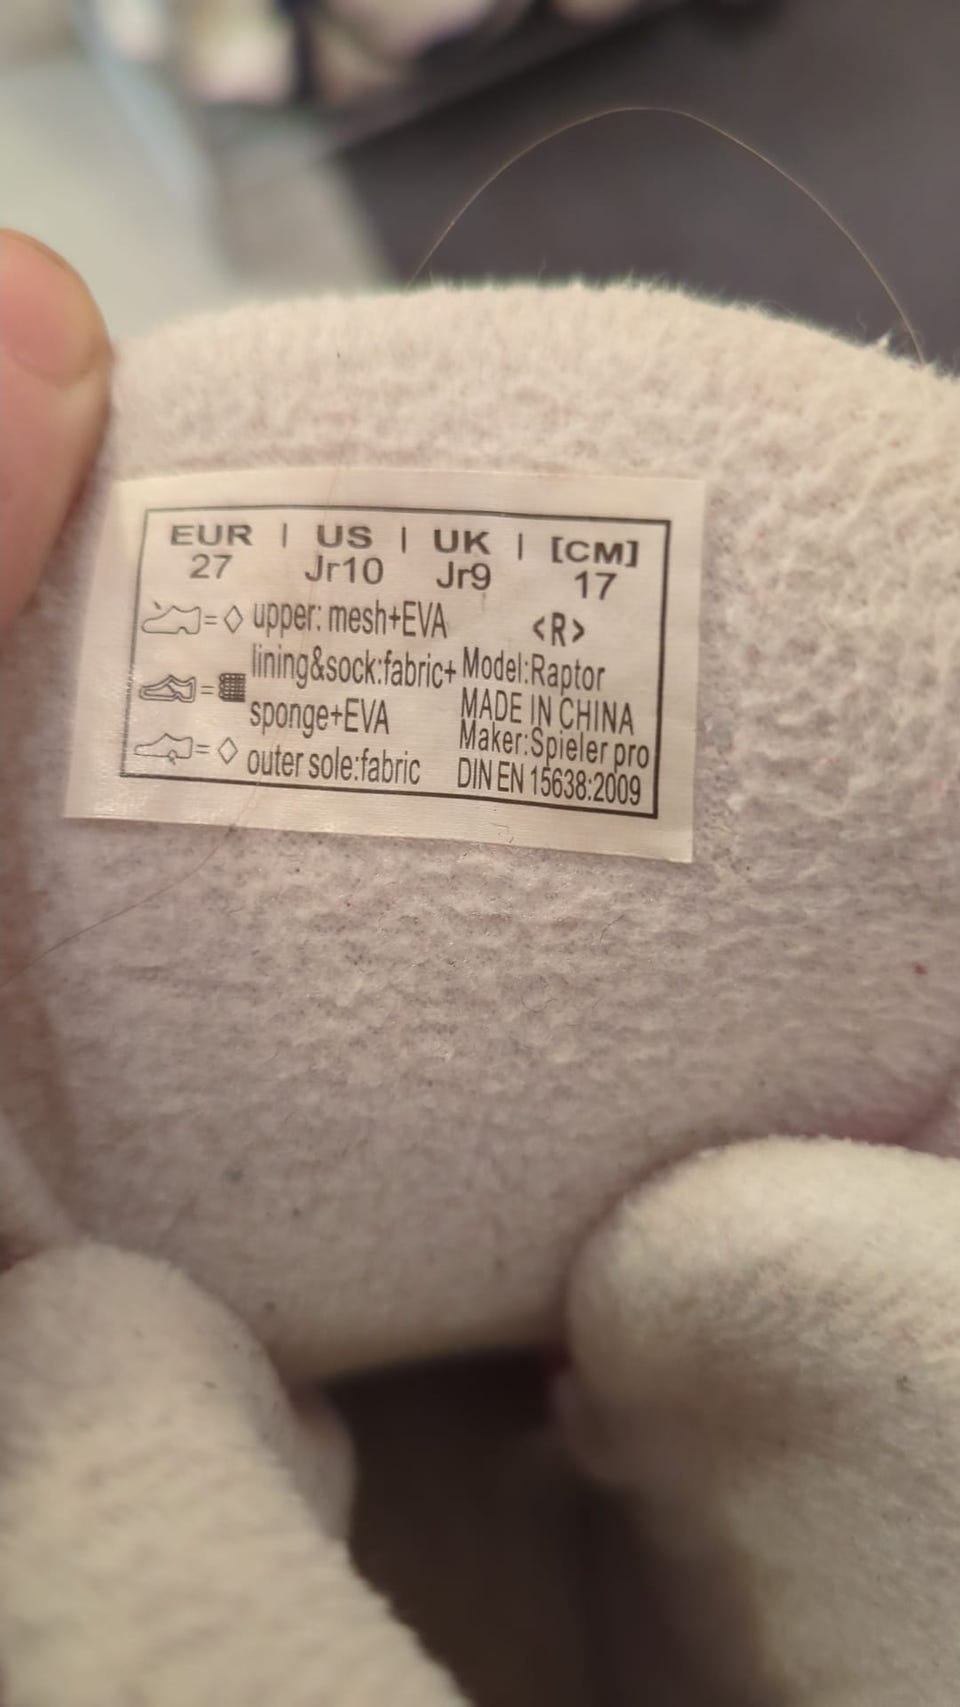 EUR | US | UK | [CM]
27 Jr10 Jr9 17
upper: mesh+EVA <R>
lining&sock:fabric+ Model:Raptor
sponge+EVA MADE IN CHINA
Maker:Spieler pro
outer sole:fabric DIN EN 15638:2009